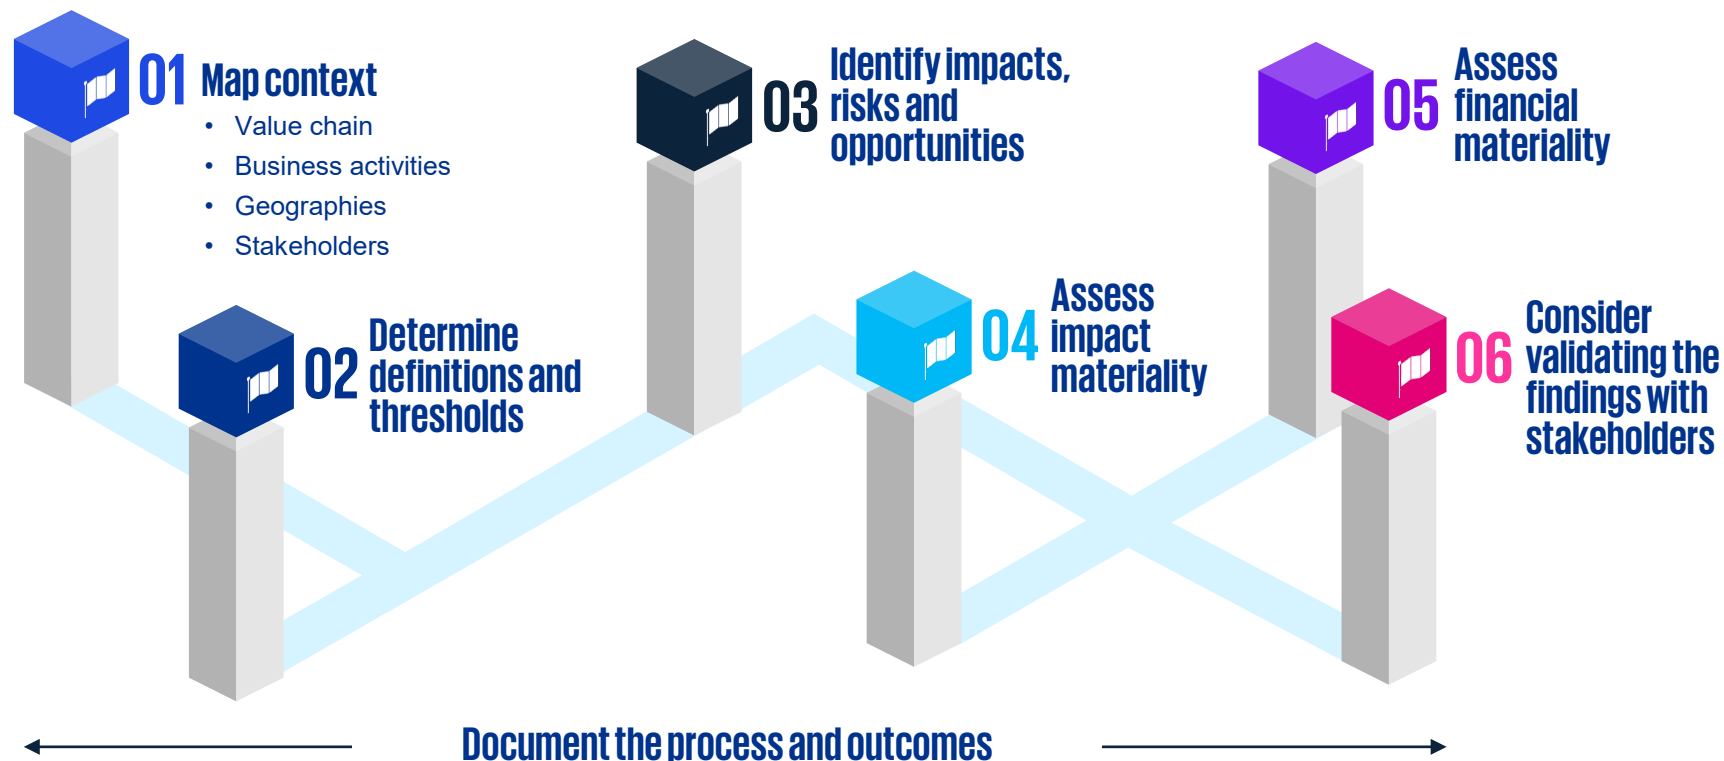 01
Map context
• Value chain
• Business activities
• Geographies
• Stakeholders
02
Determine
definitions and
thresholds
03
Identify impacts,
risks and
opportunities
04
Assess
impact
materiality
05
Assess
financial
materiality
06
Consider
validating the
findings with
stakeholders
Document the process and outcomes